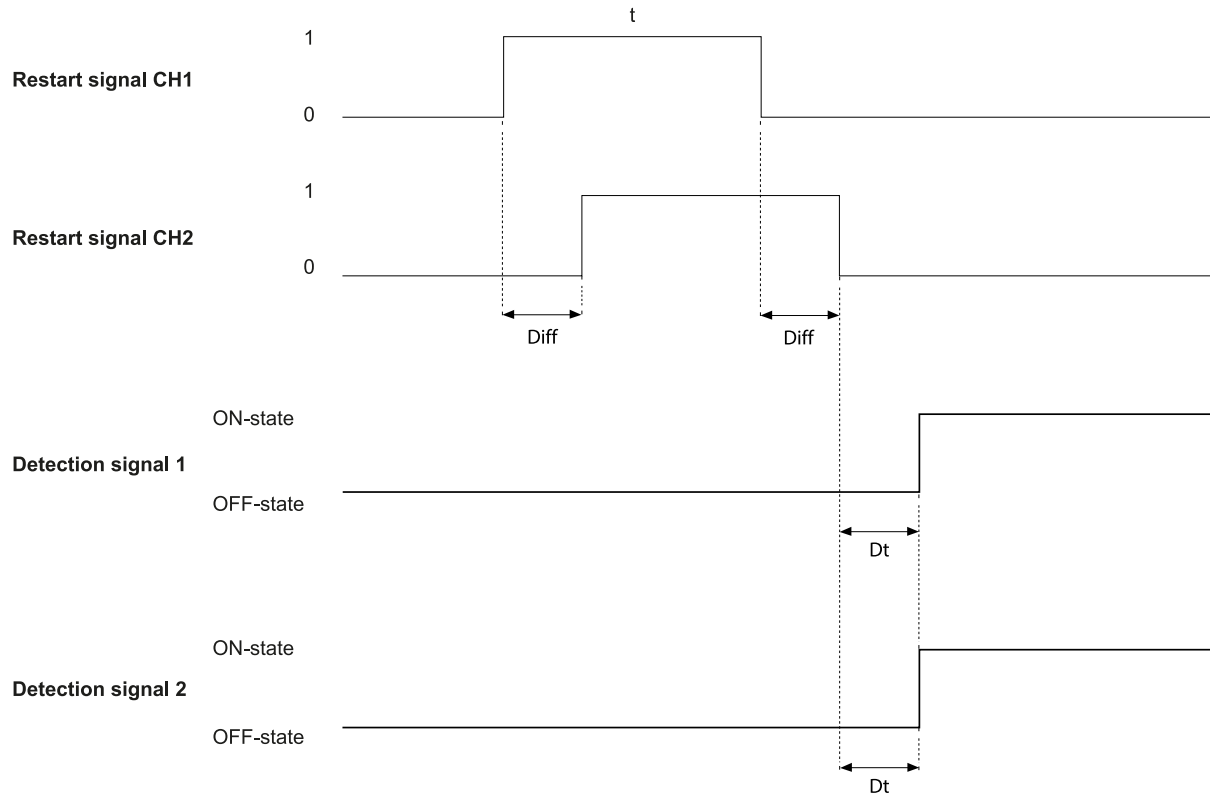 t
1
Restart signal CH1
0
1
Restart signal CH2
0
Diff Diff
ON-state
Detection signal 1
OFF-state
Dt
ON-state
Detection signal 2
OFF-state
Dt